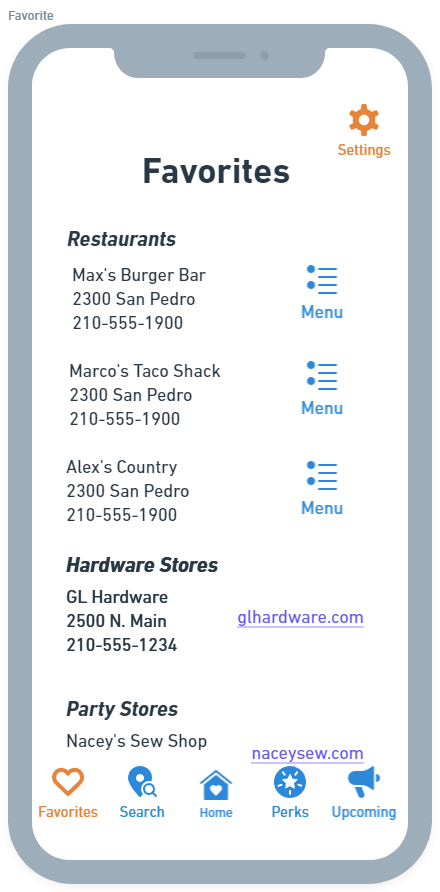 Favorite
Settings
Favorites
Restaurants
Max's Burger Bar
2300 San Pedro
210-555-1900
Menu
Marco's Taco Shack
2300 San Pedro
210-555-1900
Menu
Alex's Country
2300 San Pedro
210-555-1900
Menu
Hardware Stores
GL Hardware
2500 N. Main
210-555-1234
glhardware.com
Party Stores
Nacey's Sew Shop
naceysew.com
Favorites
Search
Home
Perks
Upcoming